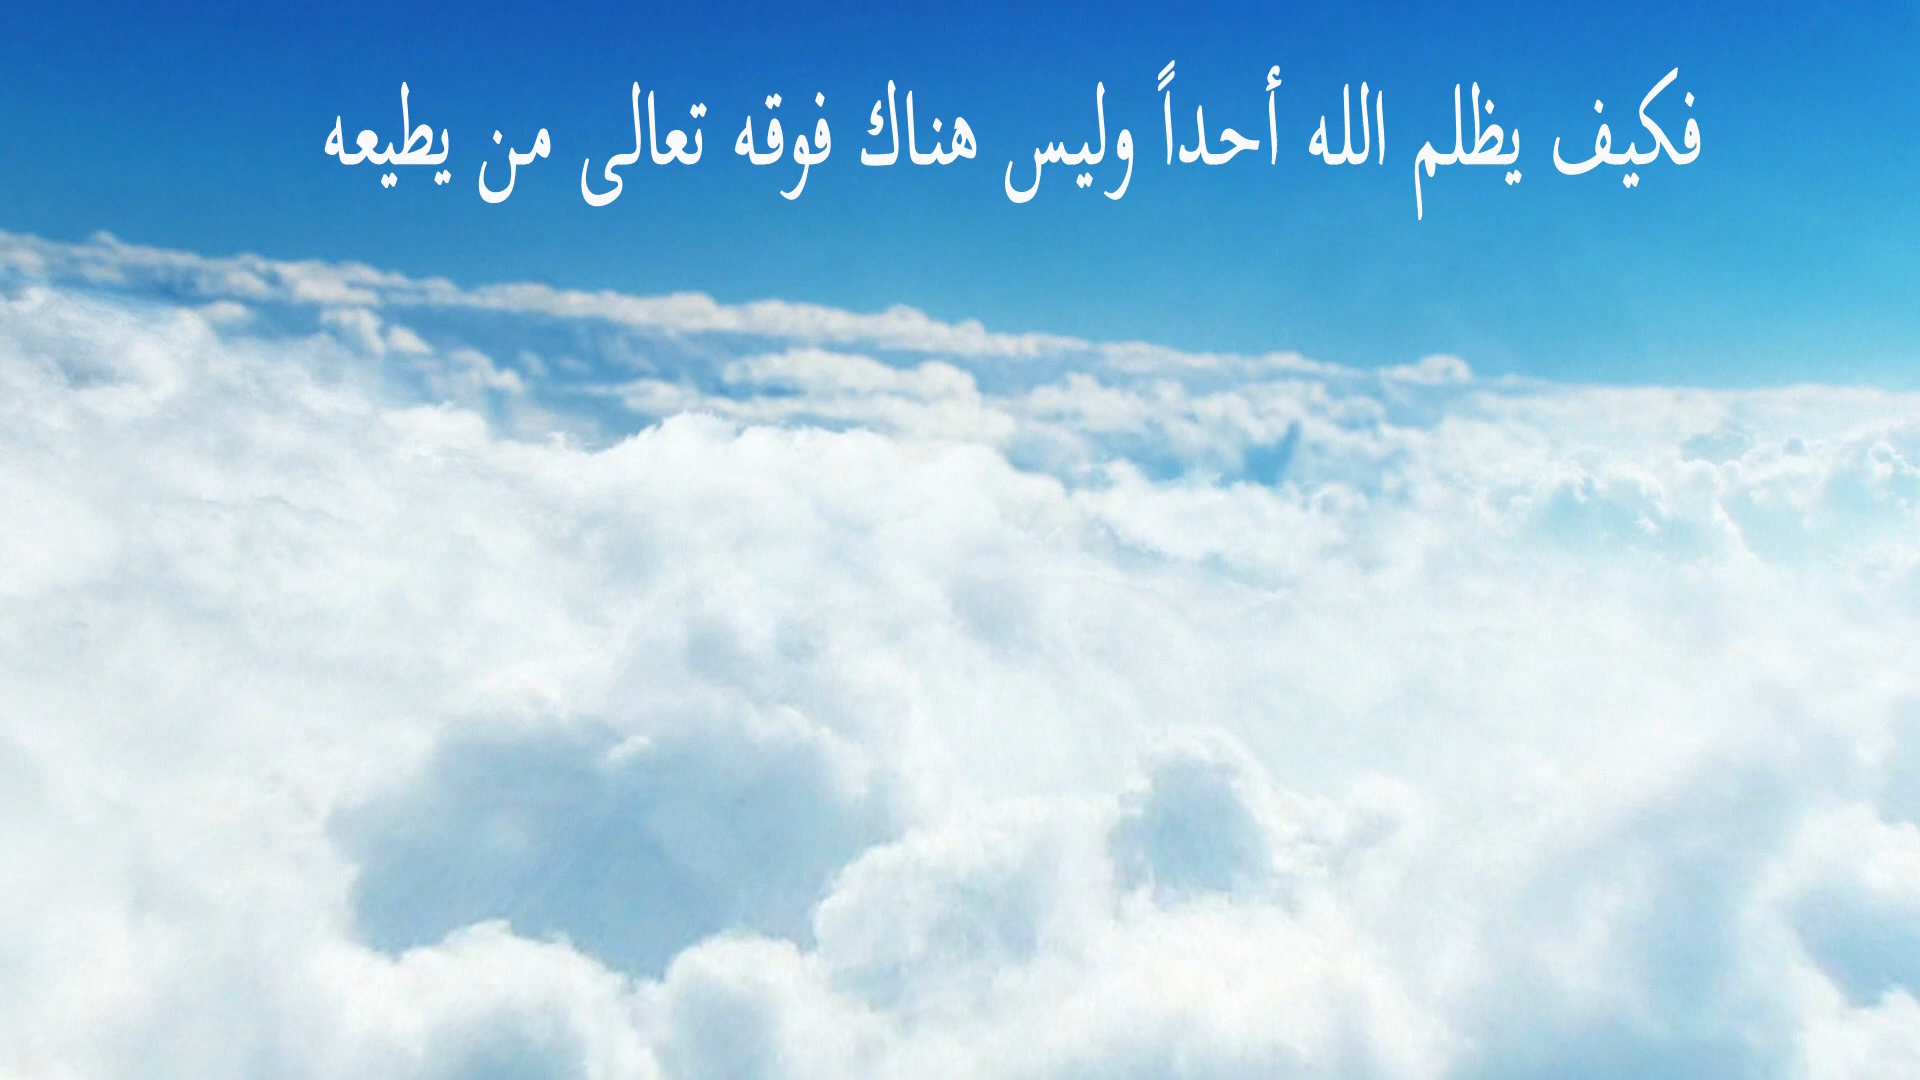 فكيف يظلم الله أحداً وليس هناك فوقه تعالى من يطيعه